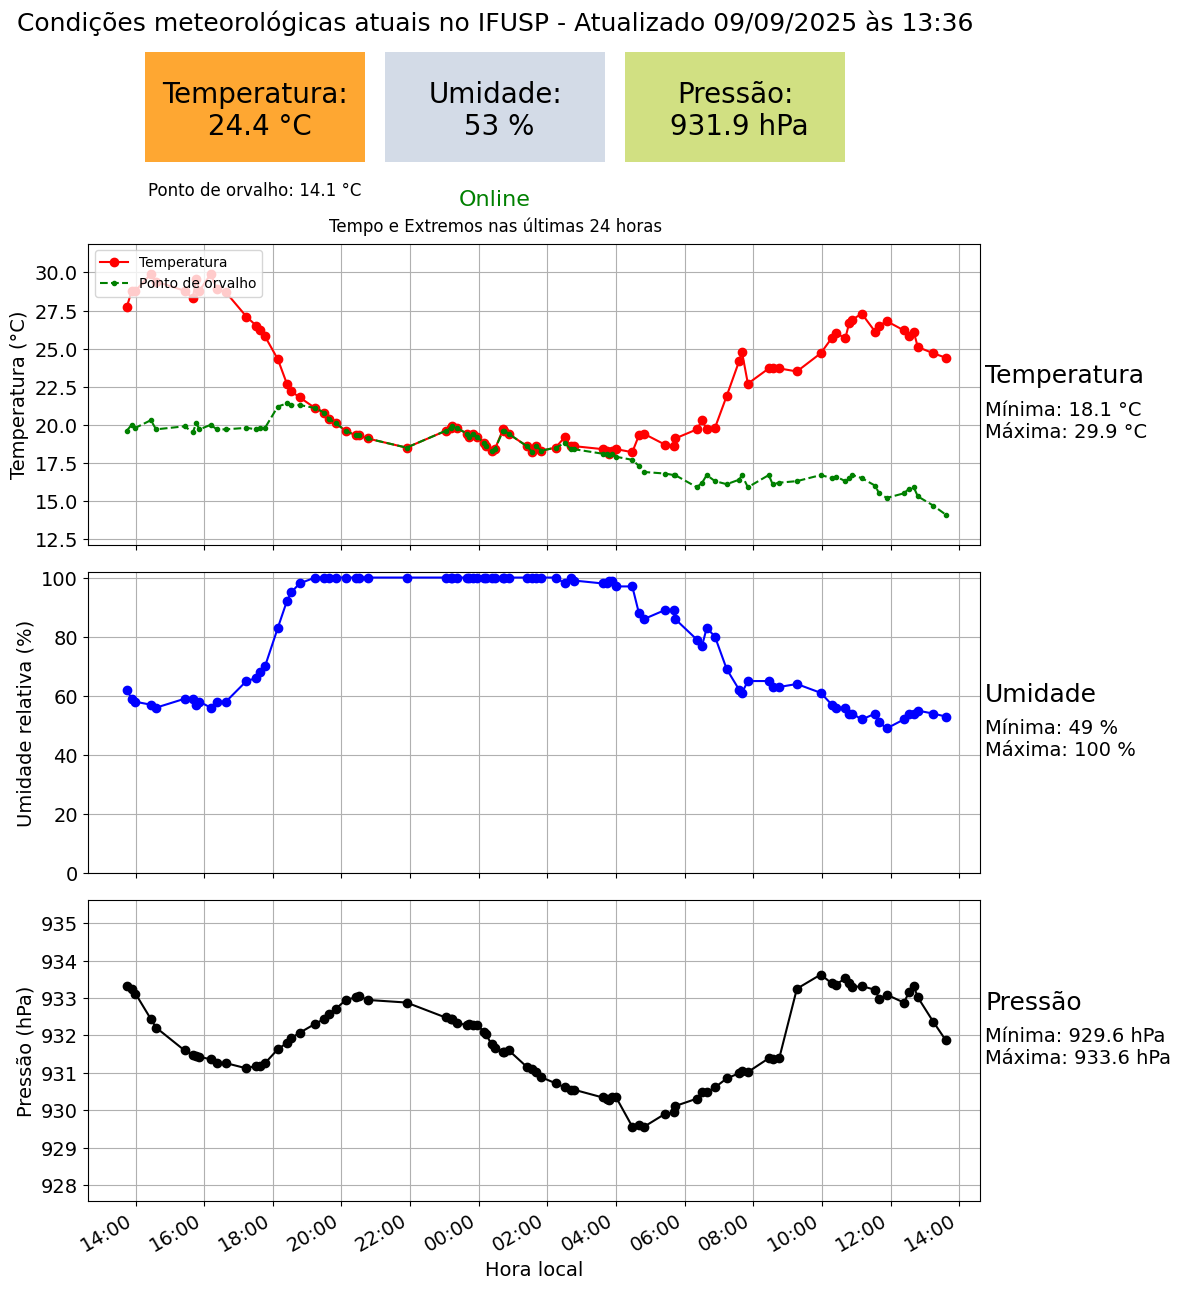 Condições meteorológicas atuais no IFUSP - Atualizado 09/09/2025 às 13:36
Temperatura:
24.4 °C
Umidade:
53 %
Pressão:
931.9 hPa
Ponto de orvalho: 14.1 °C
Online
Tempo e Extremos nas últimas 24 horas
Temperatura
Ponto de orvalho
Temperatura (°C)
30.0
27.5
25.0
22.5
20.0
17.5
15.0
12.5
Temperatura
Mínima: 18.1 °C
Máxima: 29.9 °C
Umidade relativa (%)
100
80
60
40
20
0
Umidade
Mínima: 49 %
Máxima: 100 %
Pressão (hPa)
935
934
933
932
931
930
929
928
Pressão
Mínima: 929.6 hPa
Máxima: 933.6 hPa
14:00 16:00 18:00 20:00 22:00 00:00 02:00 04:00 06:00 08:00 10:00 12:00 14:00
Hora local